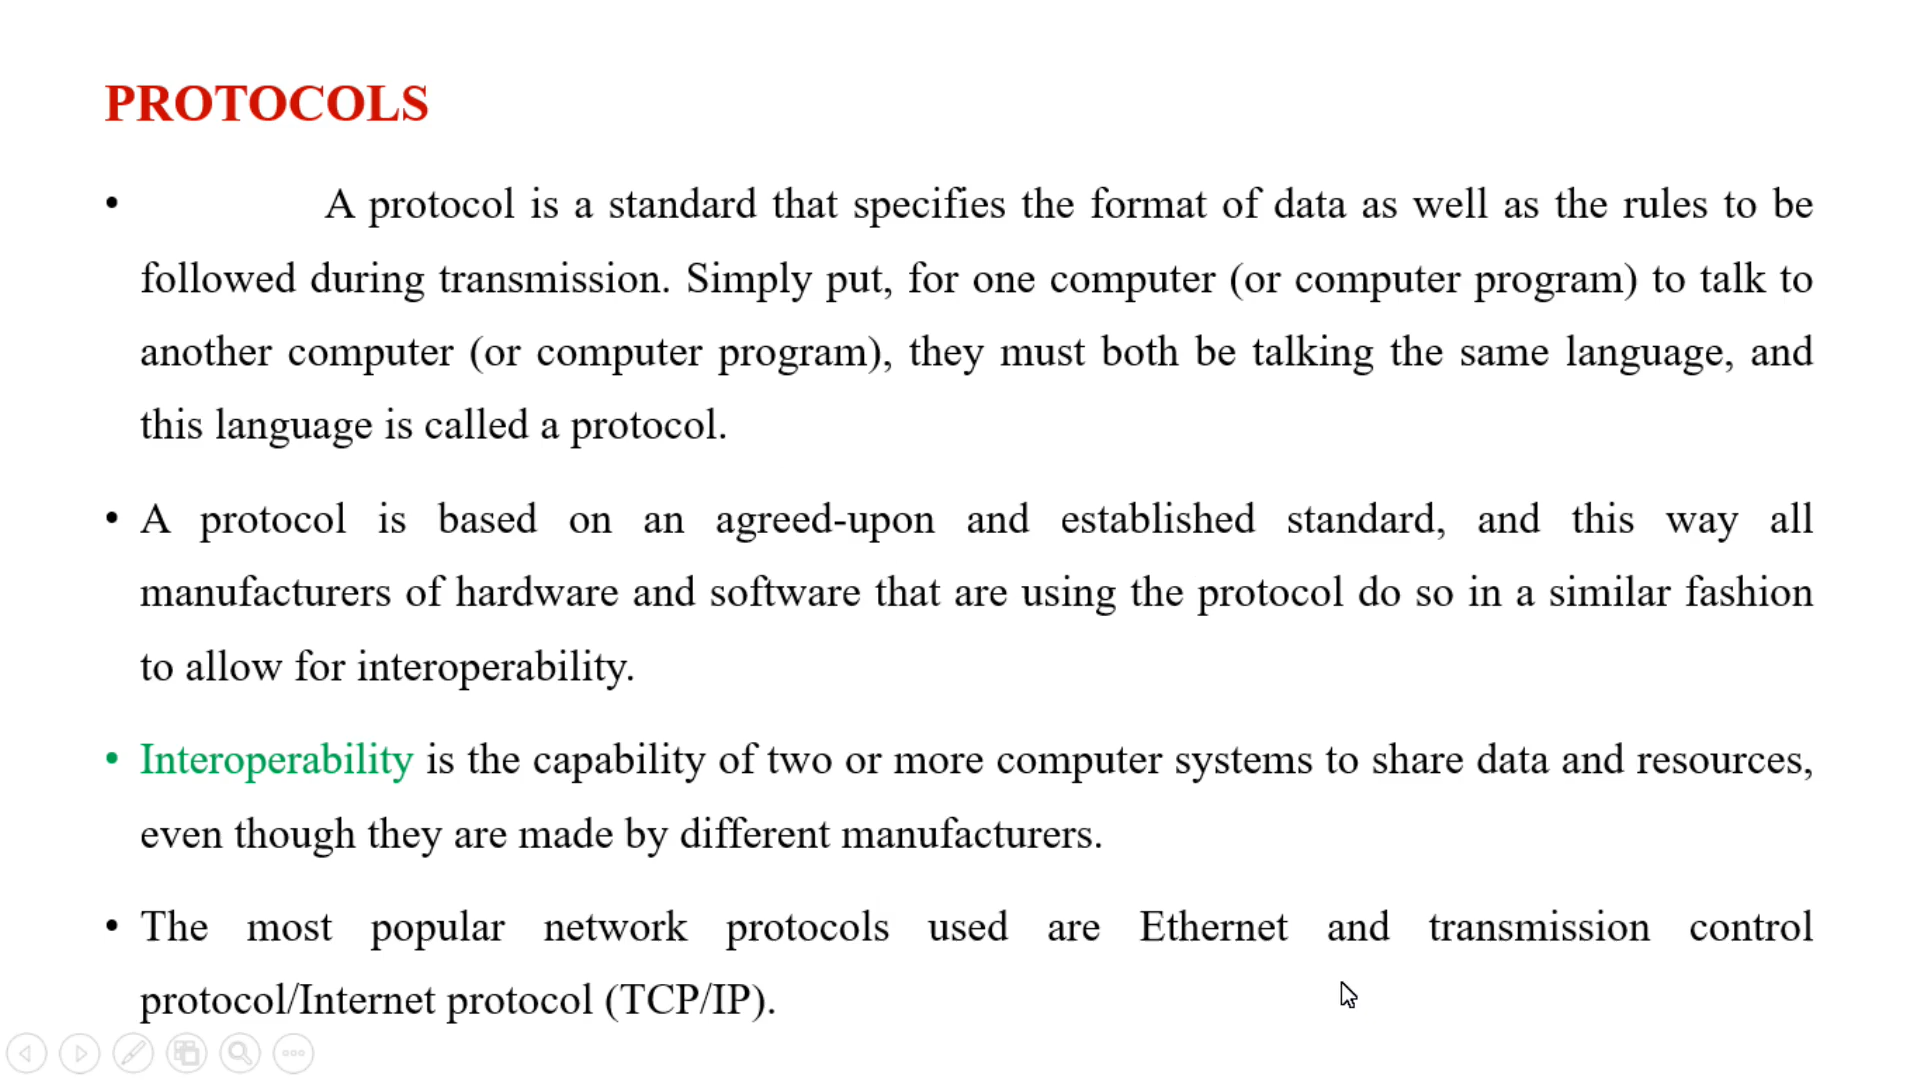 PROTOCOLS
• A protocol is a standard that specifies the format of data as well as the rules to be
followed during transmission. Simply put, for one computer (or computer program) to talk to
another computer (or computer program), they must both be talking the same language, and
this language is called a protocol.
• A protocol is based on an agreed-upon and established standard, and this way all
manufacturers of hardware and software that are using the protocol do so in a similar fashion
to allow for interoperability.
• Interoperability is the capability of two or more computer systems to share data and resources,
even though they are made by different manufacturers.
• The most popular network protocols used are Ethernet and transmission control
protocol/Internet protocol (TCP/IP).